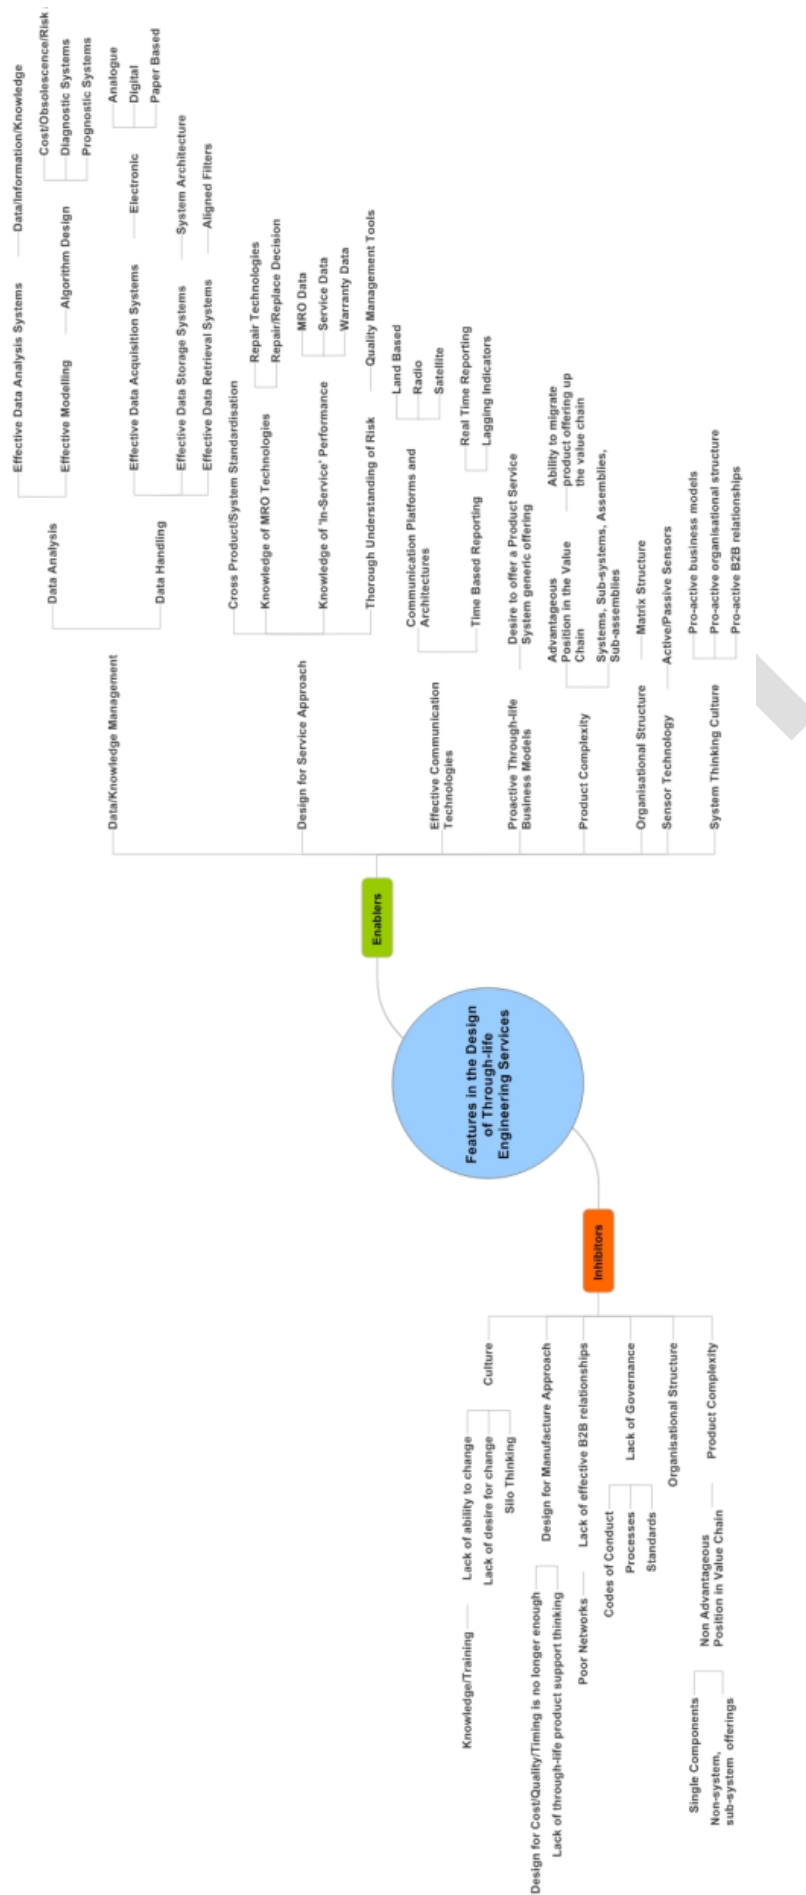 Features in the Design
of Through-life
Engineering Services
Enablers
Data/Knowledge Management
Data Analysis
Effective Data Analysis Systems
Data/Information/Knowledge
Effective Modelling
Algorithm Design
Cost/Obsolescence/Risk
Diagnostic Systems
Prognostic Systems
Data Handling
Effective Data Acquisition Systems
Electronic
Analogue
Digital
Paper Based
Effective Data Storage Systems
System Architecture
Effective Data Retrieval Systems
Aligned Filters
Design for Service Approach
Cross Product/System Standardisation
Knowledge of MRO Technologies
Repair Technologies
Repair/Replace Decision
Knowledge of 'In-Service' Performance
MRO Data
Service Data
Warranty Data
Thorough Understanding of Risk
Quality Management Tools
Effective Communication
Technologies
Communication Platforms and
Architectures
Land Based
Radio
Satellite
Time Based Reporting
Real Time Reporting
Lagging Indicators
Proactive Through-life
Business Models
Desire to offer a Product Service
System generic offering
Product Complexity
Advantageous
Position in the Value
Chain
Ability to migrate
product offering up
the value chain
Systems, Sub-systems, Assemblies,
Sub-assemblies
Organisational Structure
Matrix Structure
Sensor Technology
Active/Passive Sensors
System Thinking Culture
Pro-active business models
Pro-active organisational structure
Pro-active B2B relationships
Inhibitors
Culture
Lack of ability to change
Knowledge/Training
Lack of desire for change
Silo Thinking
Design for Manufacture Approach
Design for Cost/Quality/Timing is no longer enough
Lack of through-life product support thinking
Lack of effective B2B relationships
Poor Networks
Lack of Governance
Codes of Conduct
Processes
Standards
Organisational Structure
Product Complexity
Non Advantageous
Position in Value Chain
Single Components
Non-system,
sub-system offerings